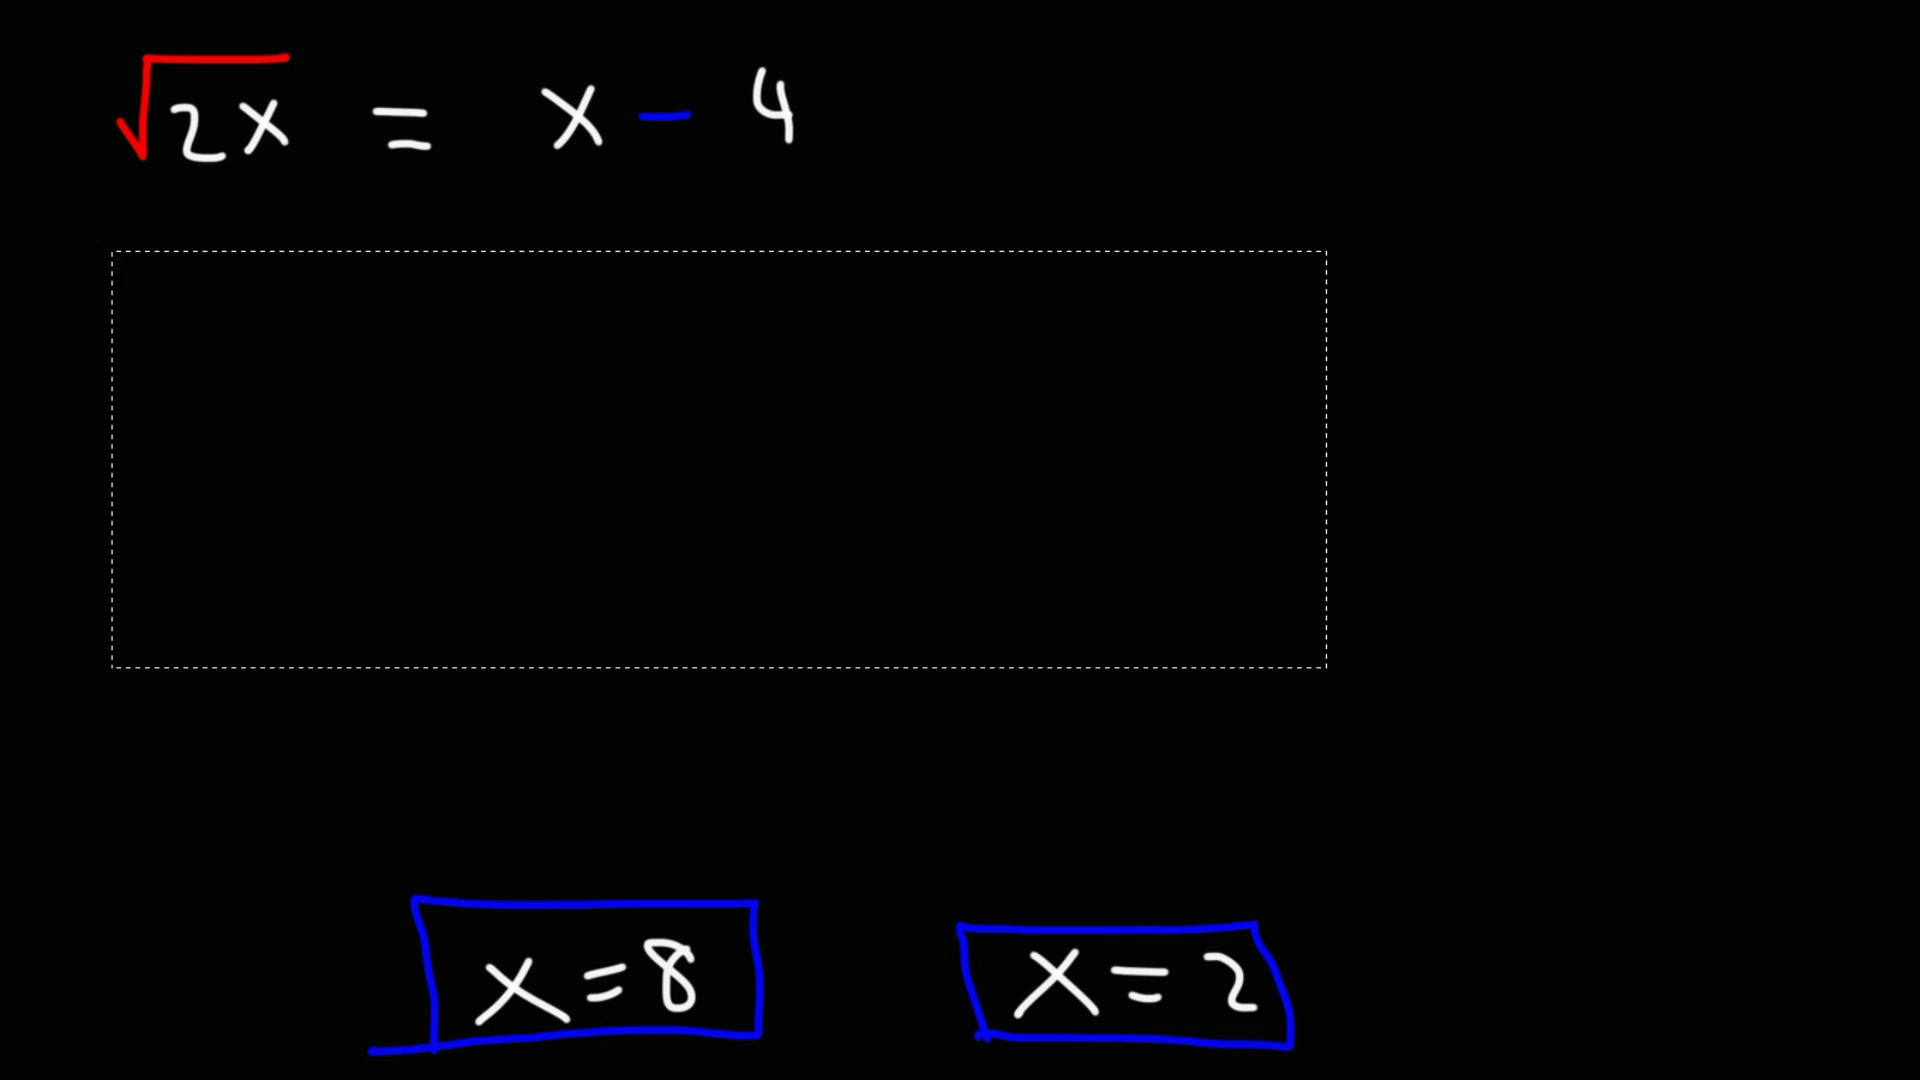 √2x = x - 4
x = 8 x = 2